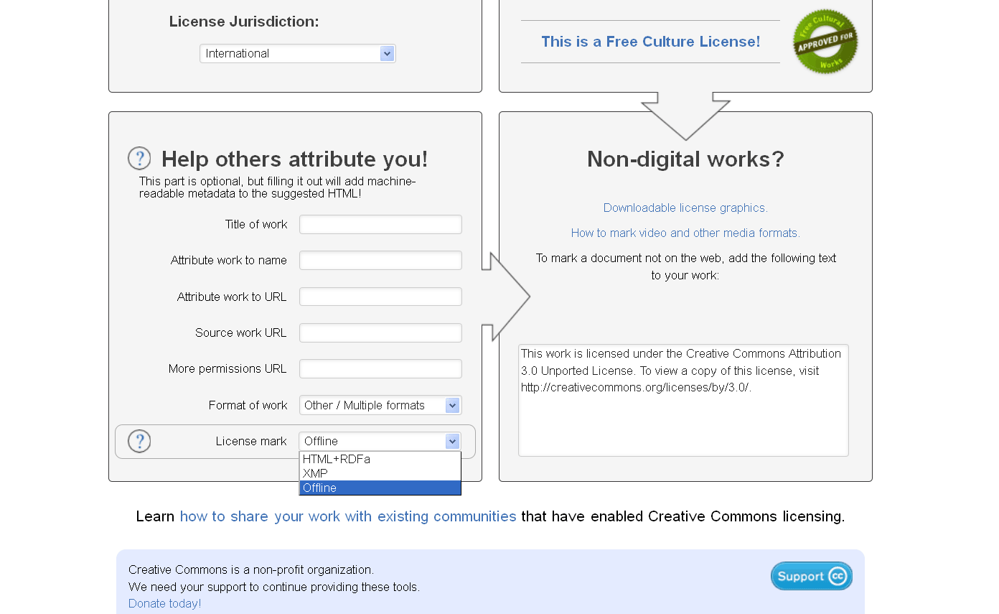 License Jurisdiction:
International
This is a Free Culture License!
Free Cultural
APPROVED FOR
Works
? Help others attribute you!
This part is optional, but filling it out will add machine-
readable metadata to the suggested HTML!
Title of work
Attribute work to name
Attribute work to URL
Source work URL
More permissions URL
Format of work Other / Multiple formats
? License mark Offline
HTML+RDFa
XMP
Offline
Non-digital works?
Downloadable license graphics.
How to mark video and other media formats.
To mark a document not on the web, add the following text
to your work:
This work is licensed under the Creative Commons Attribution
3.0 Unported License. To view a copy of this license, visit
http://creativecommons.org/licenses/by/3.0/.
Learn how to share your work with existing communities that have enabled Creative Commons licensing.
Creative Commons is a non-profit organization.
We need your support to continue providing these tools.
Donate today!
Support cc